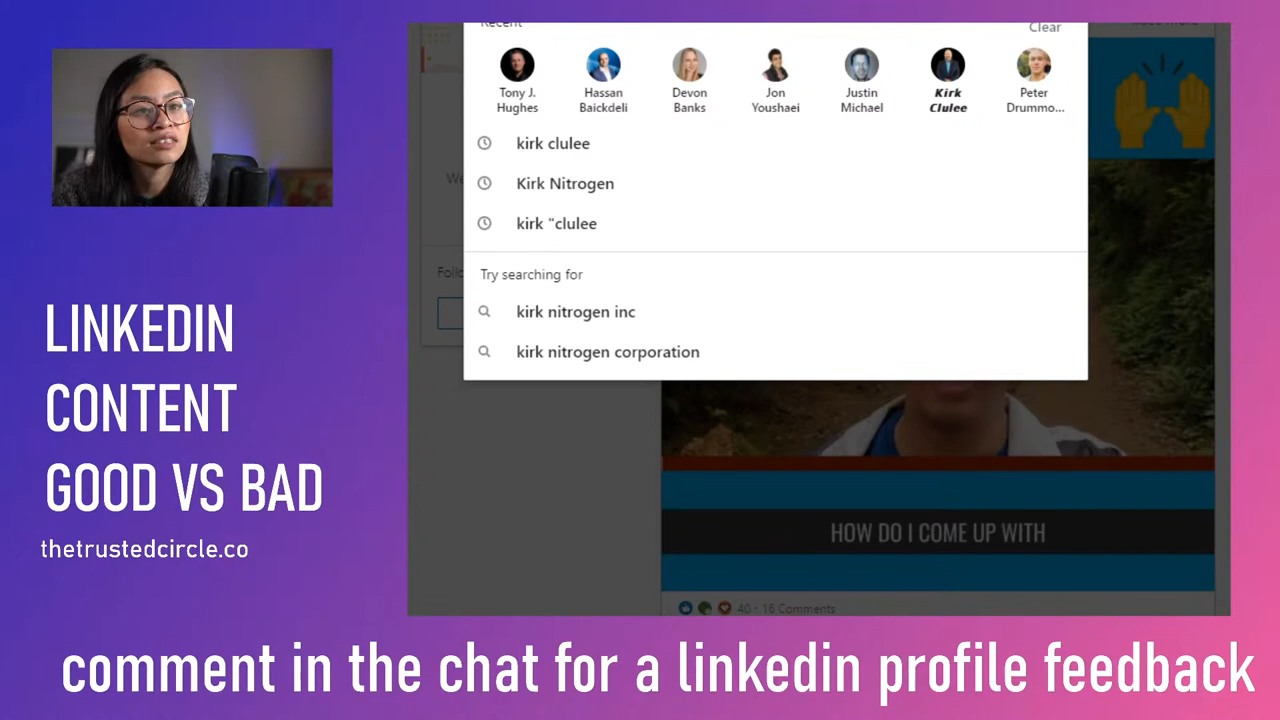 Recent
Clear
Tony J.
Hughes
Hassan
Baickdeli
Devon
Banks
Jon
Youshaei
Justin
Michael
Kirk
Clulee
Peter
Drummo...
kirk clulee
Kirk Nitrogen
kirk "clulee
Try searching for
kirk nitrogen inc
kirk nitrogen corporation
We
Follo
HOW DO I COME UP WITH
40 · 16 Comments
LINKEDIN
CONTENT
GOOD VS BAD
thetrustedcircle.co
comment in the chat for a linkedin profile feedback